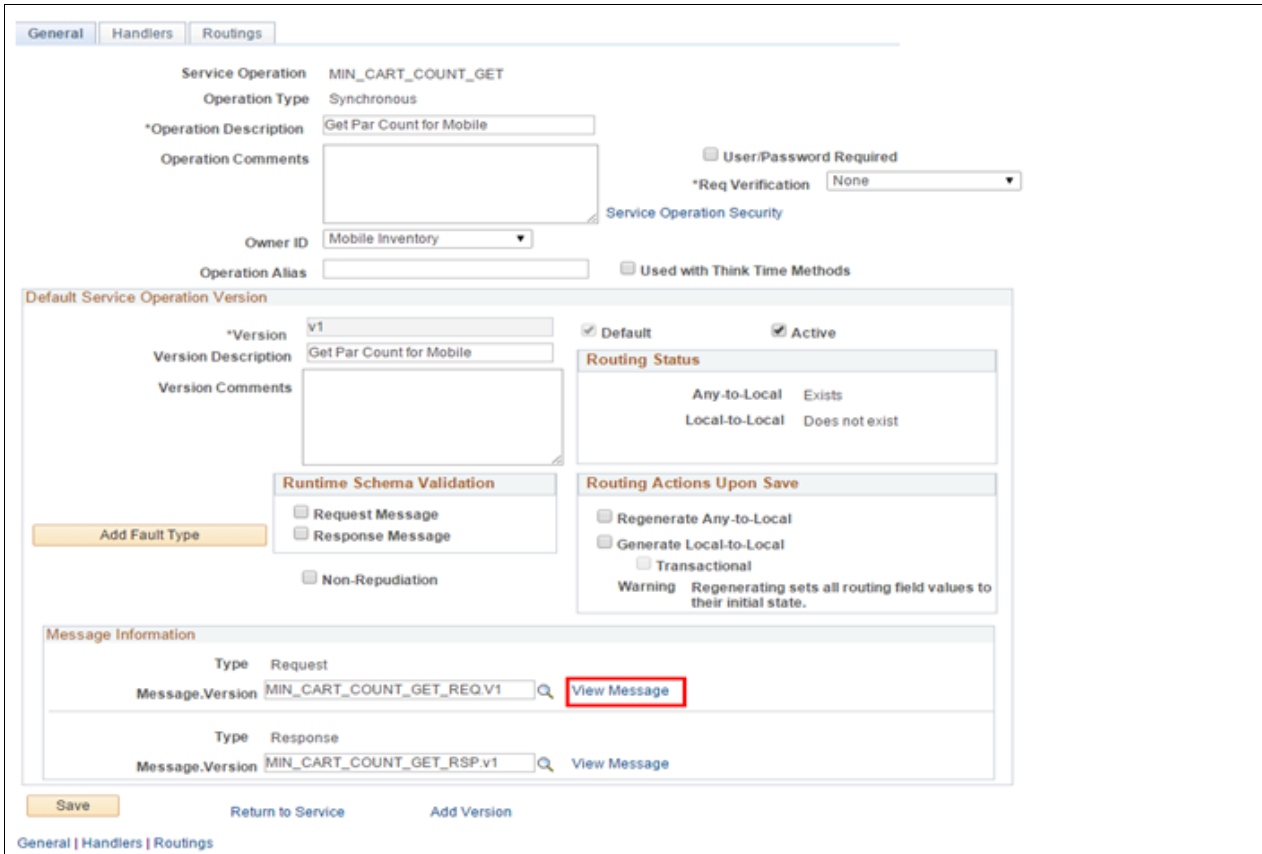 General Handlers Routings
Service Operation MIN_CART_COUNT_GET
Operation Type Synchronous
*Operation Description Get Par Count for Mobile
Operation Comments
User/Password Required
*Req Verification None
Service Operation Security
Owner ID Mobile Inventory
Operation Alias
Used with Think Time Methods
Default Service Operation Version
*Version v1
Default Active
Version Description Get Par Count for Mobile
Routing Status
Version Comments
Any-to-Local Exists
Local-to-Local Does not exist
Runtime Schema Validation
Routing Actions Upon Save
Request Message
Regenerate Any-to-Local
Add Fault Type
Response Message
Generate Local-to-Local
Transactional
Non-Repudiation
Warning Regenerating sets all routing field values to
their initial state.
Message Information
Type Request
Message.Version MIN_CART_COUNT_GET_REQ.V1 View Message
Type Response
Message.Version MIN_CART_COUNT_GET_RSP.v1 View Message
Save Return to Service Add Version
General | Handlers | Routings